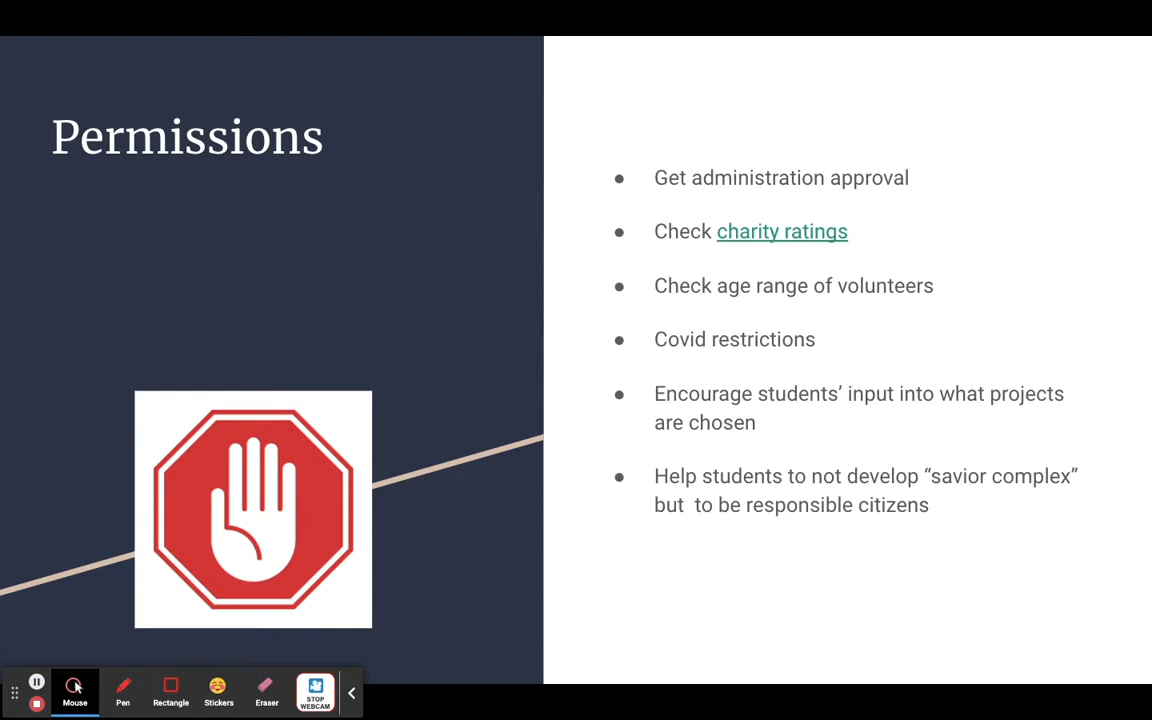 Permissions
● Get administration approval
● Check charity ratings
● Check age range of volunteers
● Covid restrictions
● Encourage students’ input into what projects
are chosen
● Help students to not develop “savior complex”
but  to be responsible citizens
Mouse
Pen
Rectangle
Stickers
Eraser
STOP
WEBCAM